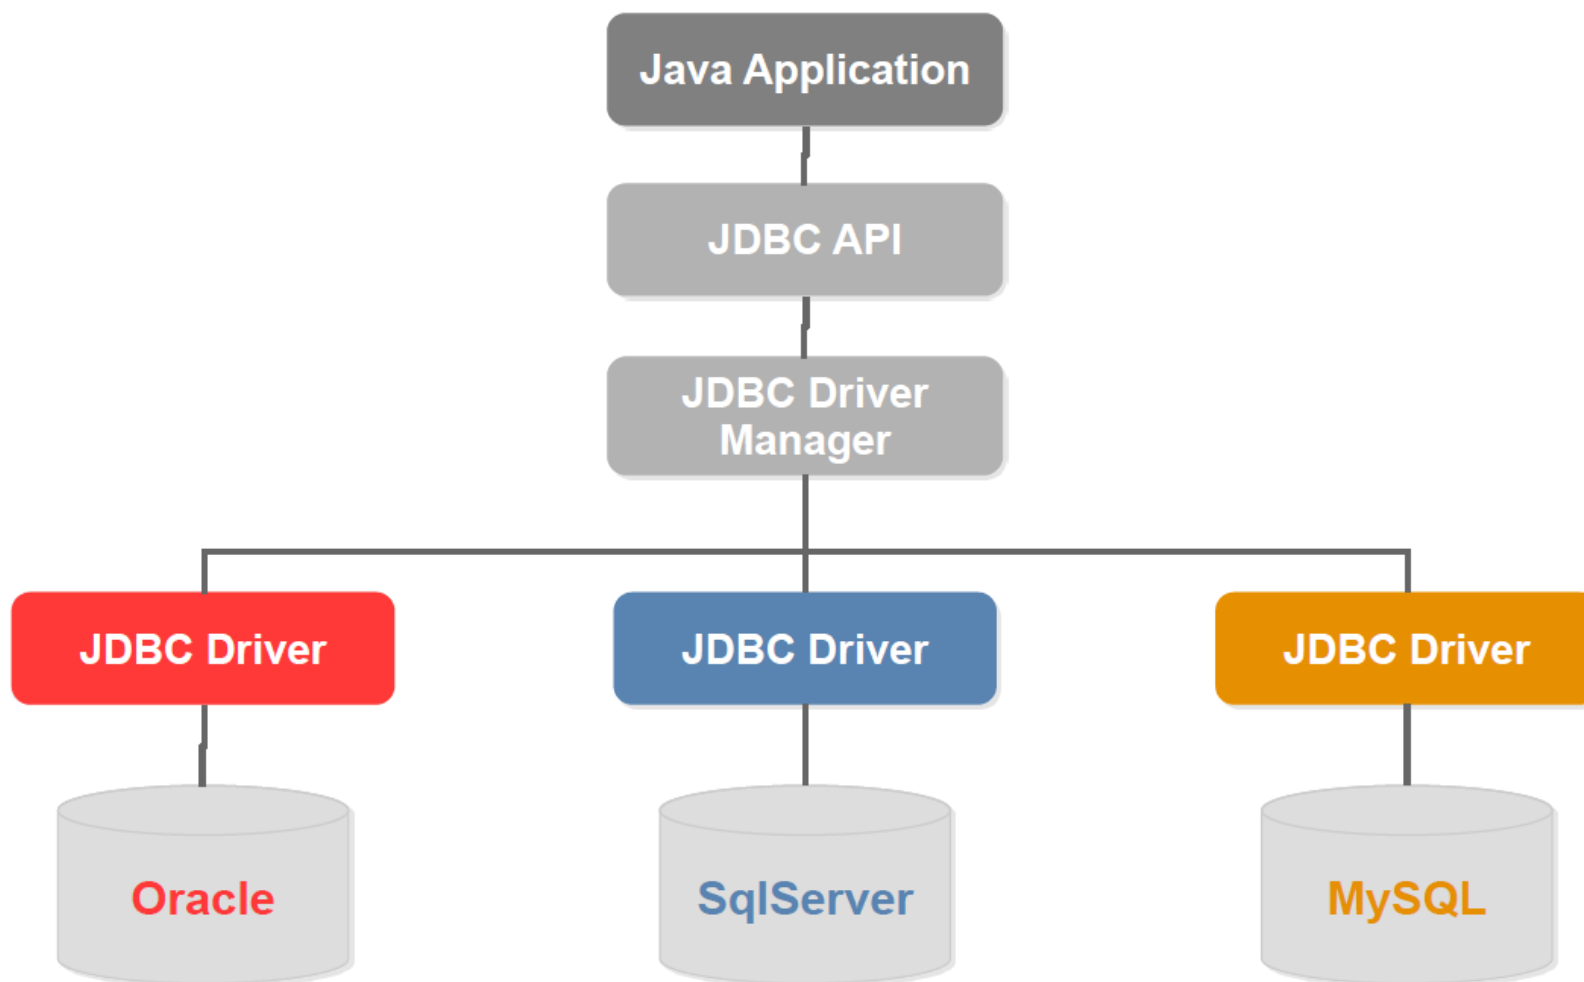 Java Application
JDBC API
JDBC Driver
Manager
JDBC Driver
JDBC Driver
JDBC Driver
Oracle
SqlServer
MySQL